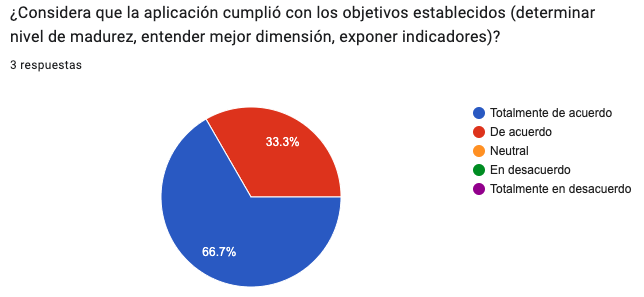 ¿Considera que la aplicación cumplió con los objetivos establecidos (determinar
nivel de madurez, entender mejor dimensión, exponer indicadores)?
3 respuestas
Totalmente de acuerdo
De acuerdo
Neutral
En desacuerdo
Totalmente en desacuerdo
33.3%
66.7%